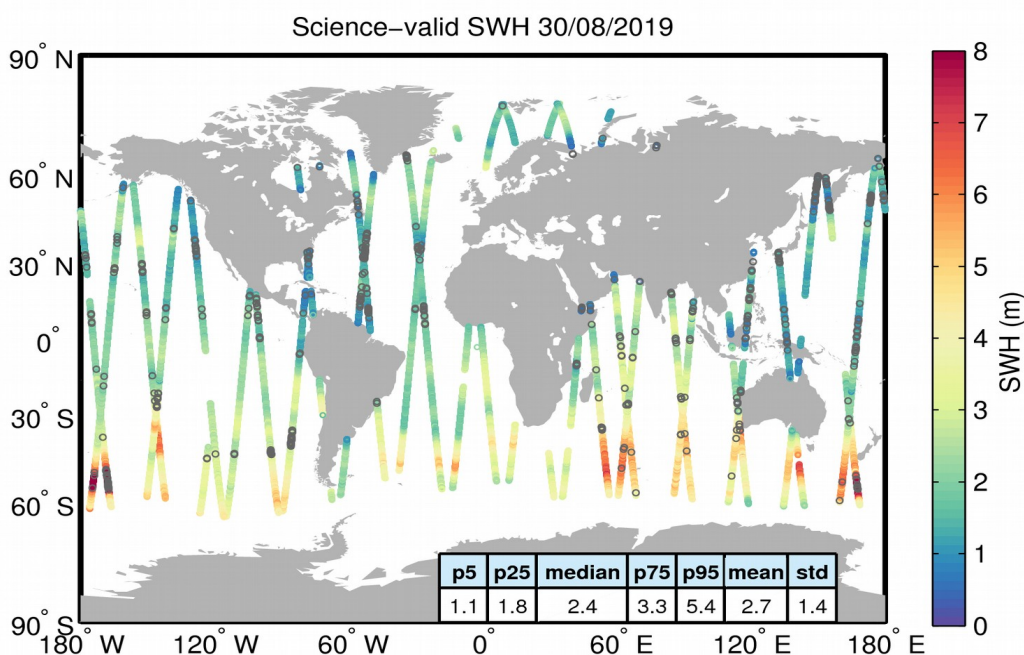 Science−valid SWH 30/08/2019
90° N
60° N
30° N
0°
30° S
60° S
90° S
180° W
120° W
60° W
0°
60° E
120° E
180° E
p5 p25 median p75 p95 mean std
1.1 1.8 2.4 3.3 5.4 2.7 1.4
8
7
6
5
4
3
2
1
0
SWH (m)